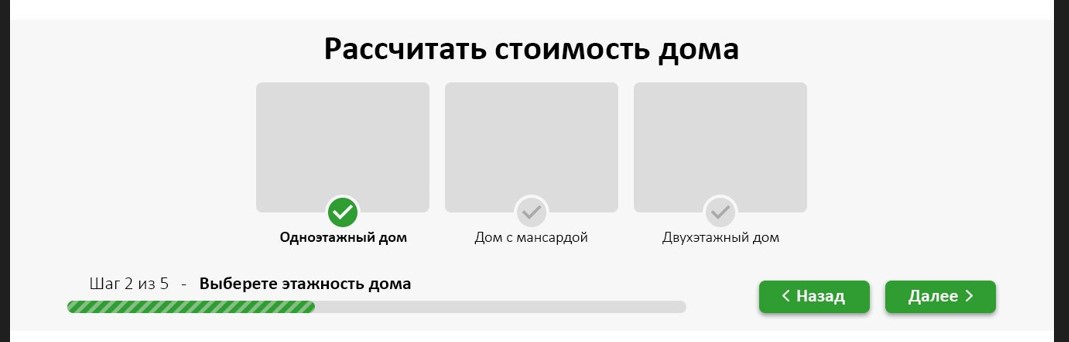 Рассчитать стоимость дома
Одноэтажный дом
Дом с мансардой
Двухэтажный дом
Шаг 2 из 5 - Выберете этажность дома
Назад
Далее